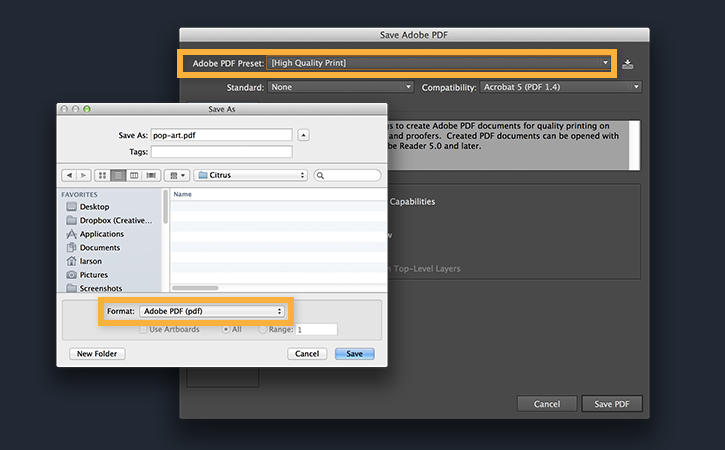 Save Adobe PDF
Adobe PDF Preset: [High Quality Print]
Standard: None Compatibility: Acrobat 5 (PDF 1.4)
to create Adobe PDF documents for quality printing on
and proofers. Created PDF documents can be opened with
Reader 5.0 and later.
Capabilities
Top-Level Layers
Cancel Save PDF
Save As
Save As: pop-art.pdf
Tags:
Citrus
FAVORITES
Name
Desktop
Dropbox (Creative...
Applications
Documents
larson
Pictures
Screenshots
Format: Adobe PDF (pdf)
Use Artboards All Range: 1
New Folder Cancel Save